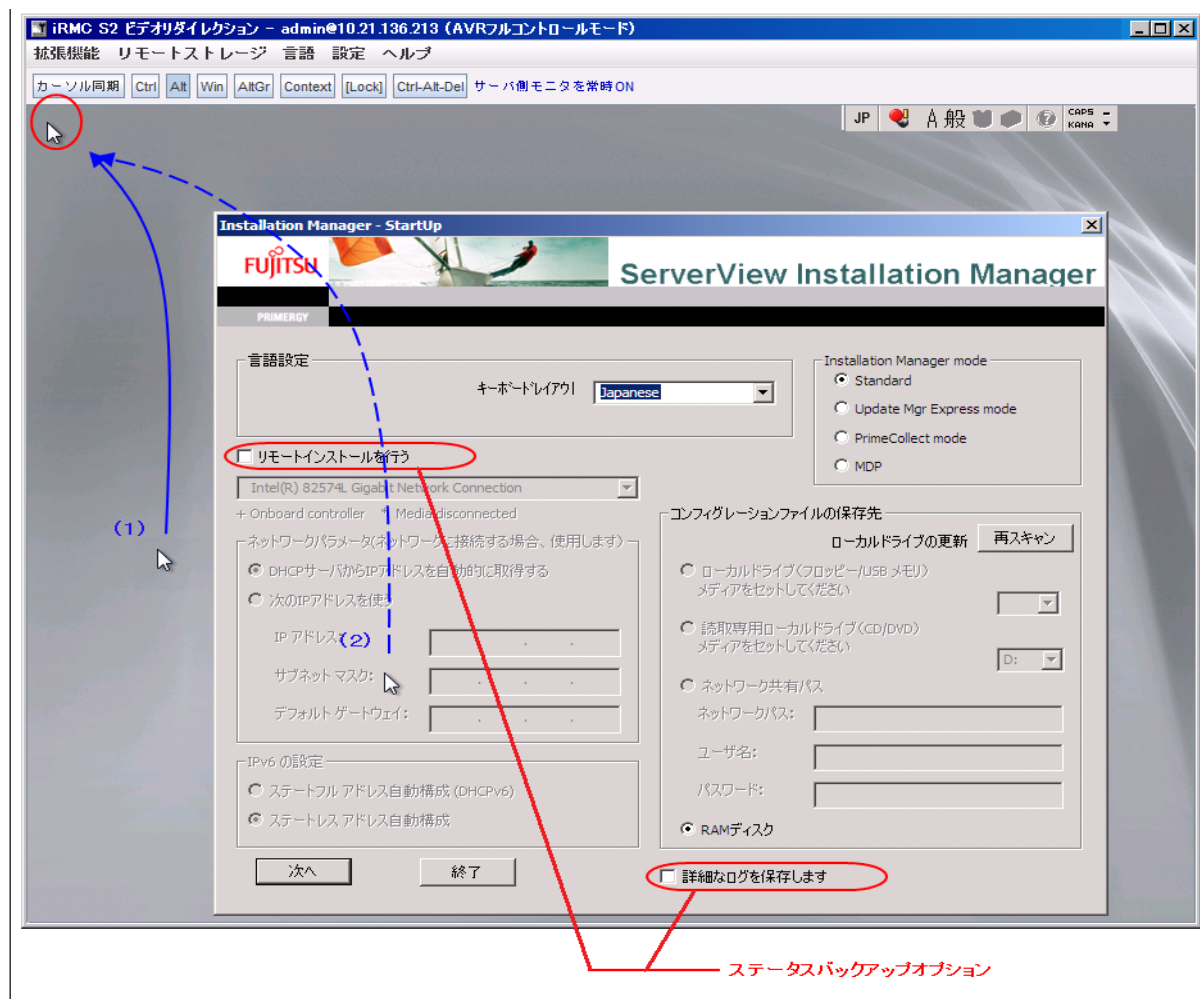 iRMC S2 ビデオリダイレクション - admin@10.21.136.213 (AVRフルコントロールモード)
拡張機能 リモートストレージ 言語 設定 ヘルプ
カーソル同期 Ctrl Alt Win AltGr Context [Lock] Ctrl-Alt-Del サーバ側モニタを常時ON
JP A 般 CAPS KANA
Installation Manager - StartUp
FUJITSU
ServerView Installation Manager
PRIMERGY
言語設定
キーボードレイアウト
Japanese
Installation Manager mode
Standard
Update Mgr Express mode
PrimeCollect mode
MDP
リモートインストールを行う
Intel(R) 82574L Gigabit Network Connection
+ Onboard controller * Media disconnected
ネットワークパラメータ(ネットワークに接続する場合、使用します)
DHCPサーバからIPアドレスを自動的に取得する
次のIPアドレスを使う
IP アドレス:
サブネット マスク:
デフォルト ゲートウェイ:
(1)
(2)
IPv6 の設定
ステートフル アドレス自動構成 (DHCPv6)
ステートレス アドレス自動構成
次へ
終了
コンフィグレーションファイルの保存先
ローカルドライブの更新
再スキャン
ローカルドライブ(フロッピー/USB メモリ)
メディアをセットしてください
読取専用ローカルドライブ(CD/DVD)
メディアをセットしてください
D:
ネットワーク共有パス
ネットワークパス:
ユーザ名:
パスワード:
RAMディスク
詳細なログを保存します
ステータスバックアップオプション